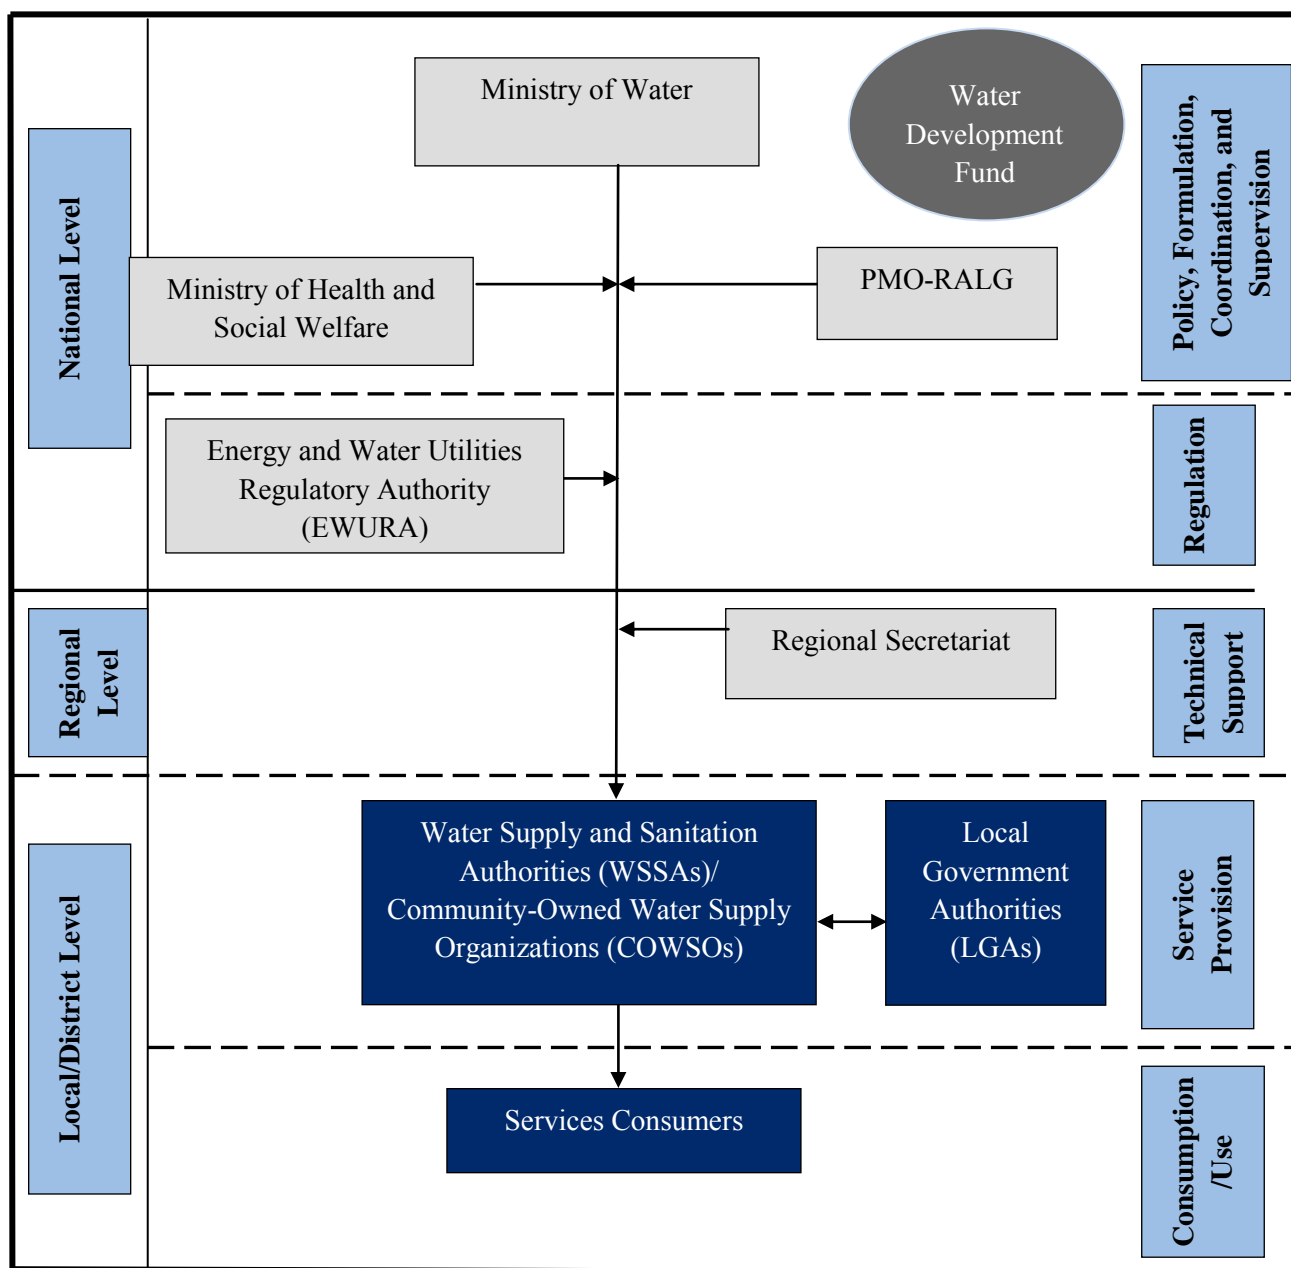 Ministry of Water
Water
Development
Fund
Policy, Formulation,
Coordination, and
Supervision
National Level
Ministry of Health and
Social Welfare
PMO-RALG
Energy and Water Utilities
Regulatory Authority
(EWURA)
Regulation
Regional
Level
Regional Secretariat
Technical
Support
Local/District Level
Water Supply and Sanitation
Authorities (WSSAs)/
Community-Owned Water Supply
Organizations (COWSOs)
Local
Government
Authorities
(LGAs)
Service
Provision
Services Consumers
Consumption
/Use